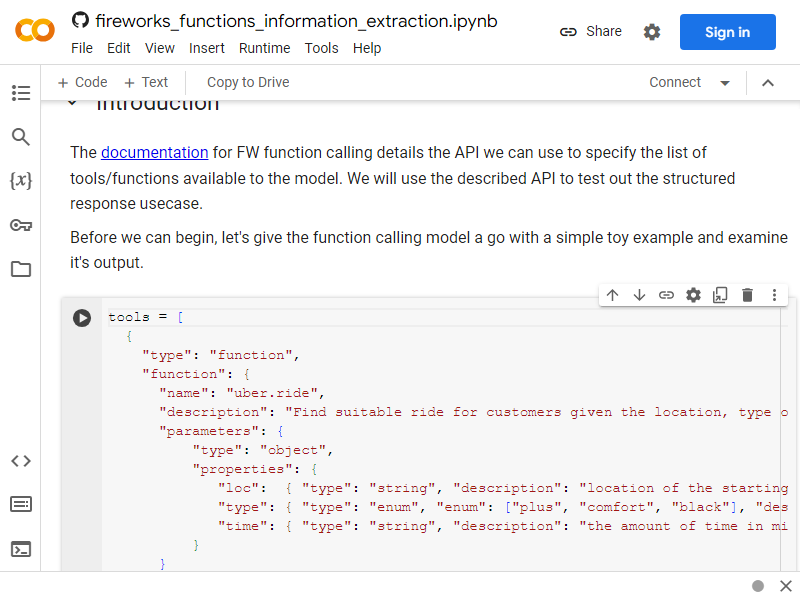 fireworks_functions_information_extraction.ipynb
Share
Sign in
File Edit View Insert Runtime Tools Help
+ Code + Text Copy to Drive Connect
Introduction
The documentation for FW function calling details the API we can use to specify the list of
tools/functions available to the model. We will use the described API to test out the structured
response usecase.
Before we can begin, let's give the function calling model a go with a simple toy example and examine
it's output.
tools = [
{
"type": "function",
"function": {
"name": "uber.ride",
"description": "Find suitable ride for customers given the location, type o
"parameters": {
"type": "object",
"properties": {
"loc": { "type": "string", "description": "location of the starting
"type": { "type": "enum", "enum": ["plus", "comfort", "black"], "des
"time": { "type": "string", "description": "the amount of time in mi
}
}